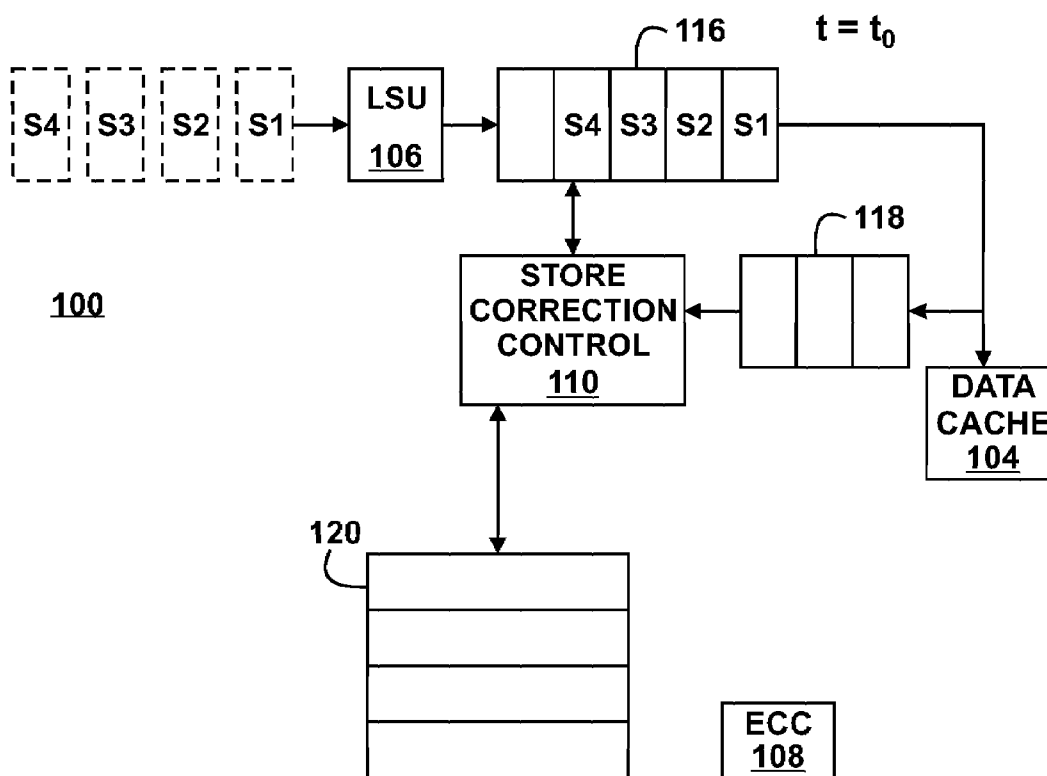 116
t = t0
S4 S3 S2 S1
LSU
106
S4 S3 S2 S1
118
STORE
CORRECTION
CONTROL
110
100
DATA
CACHE
104
120
ECC
108